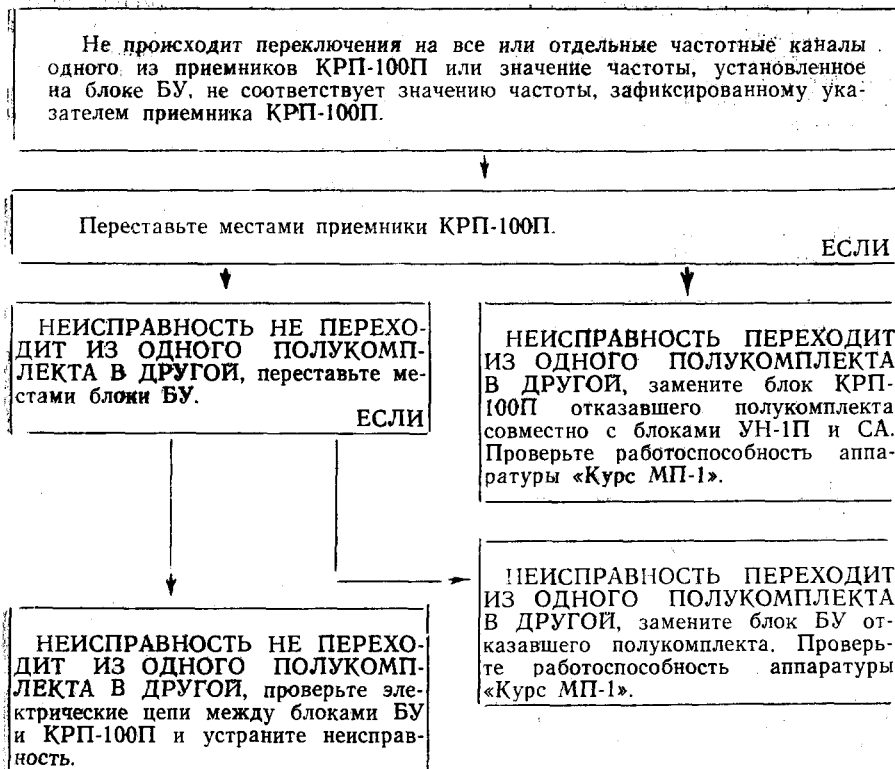 Не происходит переключения на все или отдельные частотные каналы
одного из приемников КРП-100П или значение частоты, установленное
на блоке БУ, не соответствует значению частоты, зафиксированному ука-
зателем приемника КРП-100П.
Переставьте местами приемники КРП-100П.
ЕСЛИ
НЕИСПРАВНОСТЬ НЕ ПЕРЕХО-
ДИТ ИЗ ОДНОГО ПОЛУКОМП-
ЛЕКТА В ДРУГОЙ, переставьте ме-
стами блоки БУ.
ЕСЛИ
НЕИСПРАВНОСТЬ ПЕРЕХОДИТ
ИЗ ОДНОГО ПОЛУКОМПЛЕКТА
В ДРУГОЙ, замените блок КРП-
100П отказавшего полукомплекта
совместно с блоками УН-1П и СА.
Проверьте работоспособность аппа-
ратуры «Курс МП-1».
НЕИСПРАВНОСТЬ НЕ ПЕРЕХО-
ДИТ ИЗ ОДНОГО ПОЛУКОМП-
ЛЕКТА В ДРУГОЙ, проверьте эле-
ктрические цепи между блоками БУ
и КРП-100П и устраните неисправ-
ность.
НЕИСПРАВНОСТЬ ПЕРЕХОДИТ
ИЗ ОДНОГО ПОЛУКОМПЛЕКТА
В ДРУГОЙ, замените блок БУ от-
казавшего полукомплекта. Проверь-
те работоспособность аппаратуры
«Курс МП-1».